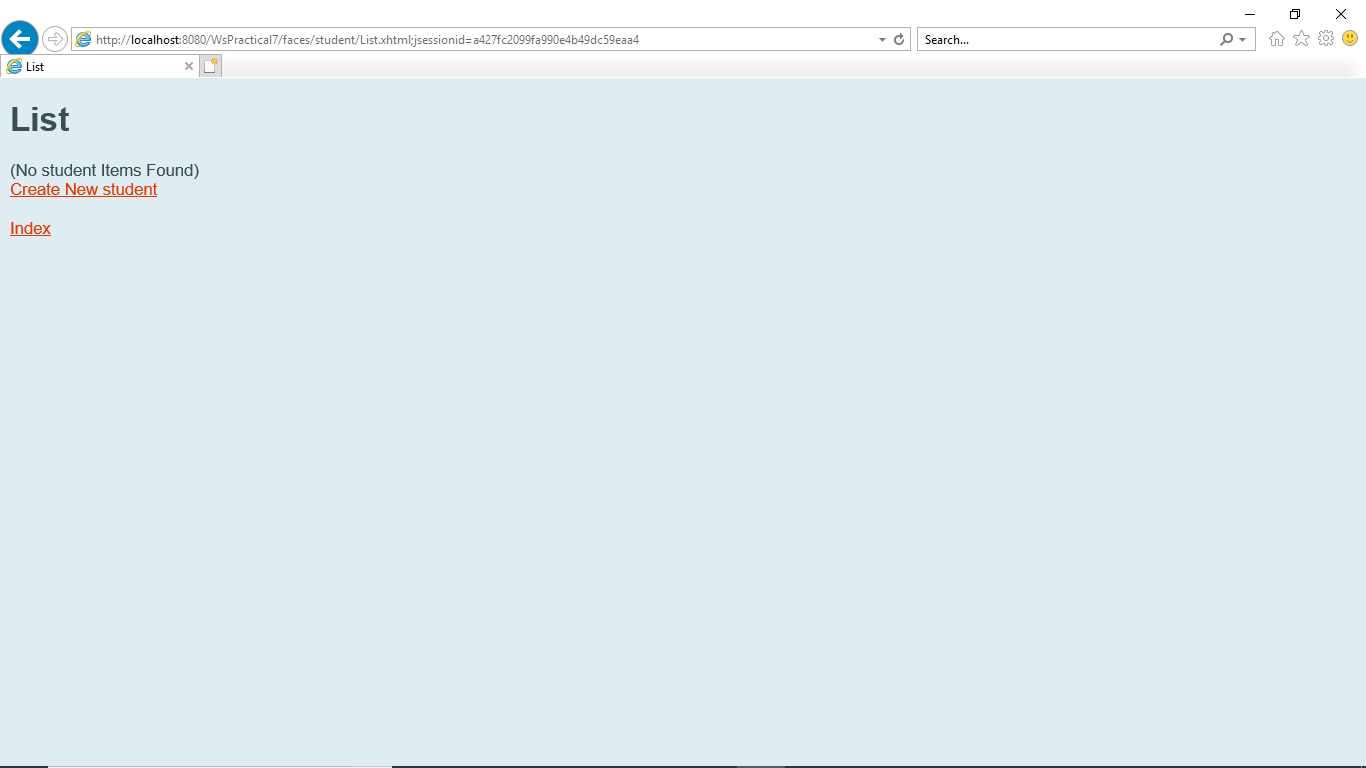 http://localhost:8080/WsPractical7/faces/student/List.xhtml;jsessionid=a427fc2099fa990e4b49dc59eaa4
Search...
List
List
(No student Items Found)
Create New student
Index